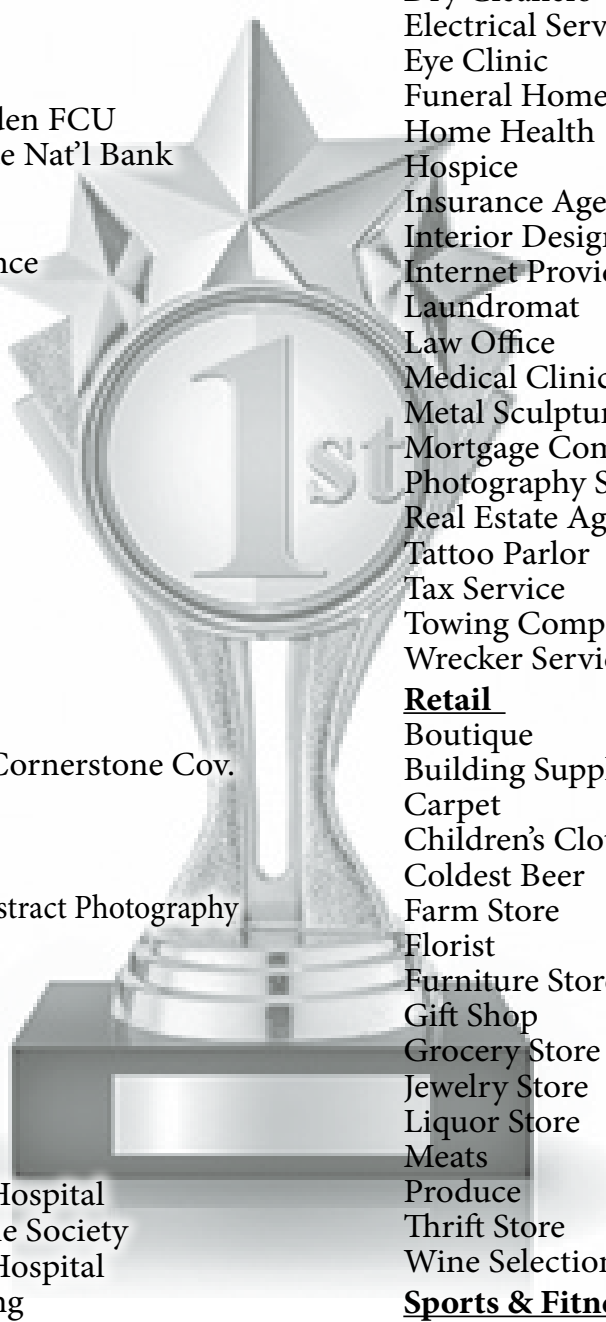 den FCU
e Nat’l Bank
nce
1st
Cornerstone Cov.
stract Photography
Hospital
e Society
Hospital
ng
Electrical Serv
Eye Clinic
Funeral Home
Home Health
Hospice
Insurance Age
Interior Design
Internet Provid
Laundromat
Law Office
Medical Clinic
Metal Sculptur
Mortgage Com
Photography S
Real Estate Ag
Tattoo Parlor
Tax Service
Towing Comp
Wrecker Servic
Retail
Boutique
Building Suppl
Carpet
Children’s Clot
Coldest Beer
Farm Store
Florist
Furniture Store
Gift Shop
Grocery Store
Jewelry Store
Liquor Store
Meats
Produce
Thrift Store
Wine Selection
Sports & Fitne